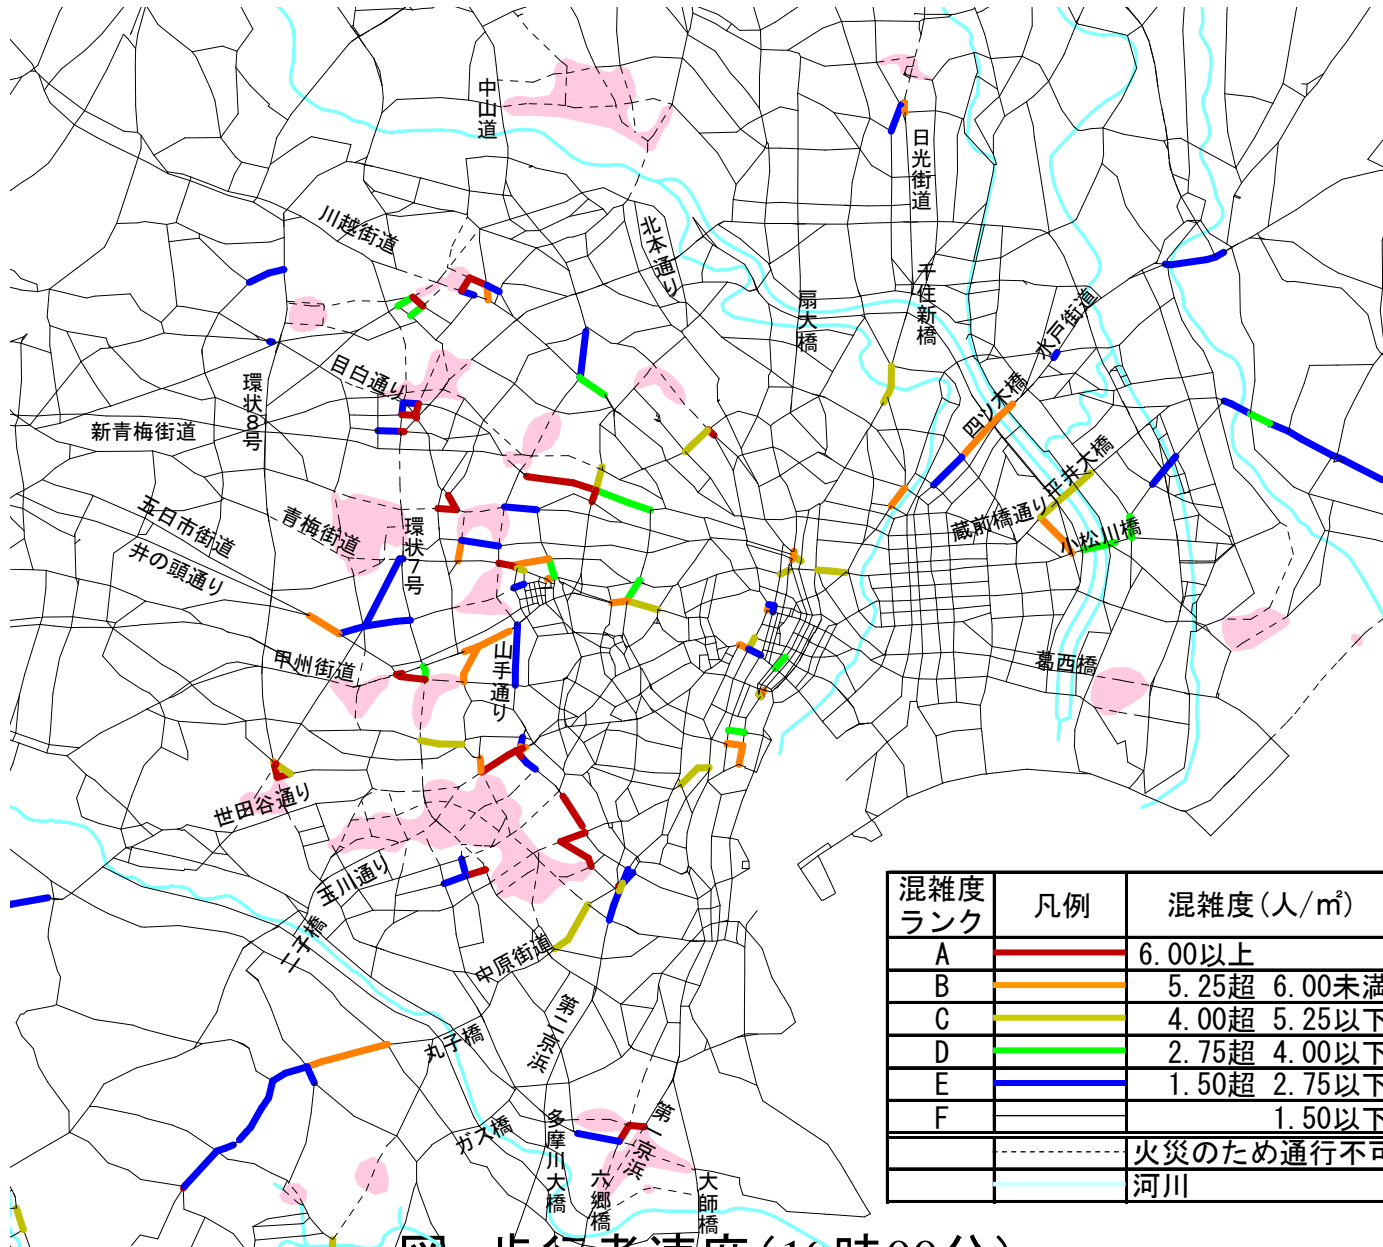 中山道
日光街道
川越街道
北本通り
千住新橋
扇大橋
水戸街道
目白通り
環状8号
四ツ木橋
新青梅街道
平井大橋
五日市街道
青梅街道
環状7号
蔵前橋通り
小松川橋
井の頭通り
甲州街道
山手通り
葛西橋
世田谷通り
玉川通り
二子橋
中原街道
第二京浜
丸子橋
ガス橋
多摩川大橋
第一京浜
六郷橋
大師橋
混雑度ランク 凡例 混雑度(人/㎡)
A 6.00以上
B 5.25超 6.00未満
C 4.00超 5.25以下
D 2.75超 4.00以下
E 1.50超 2.75以下
F 1.50以下
火災のため通行不可
河川